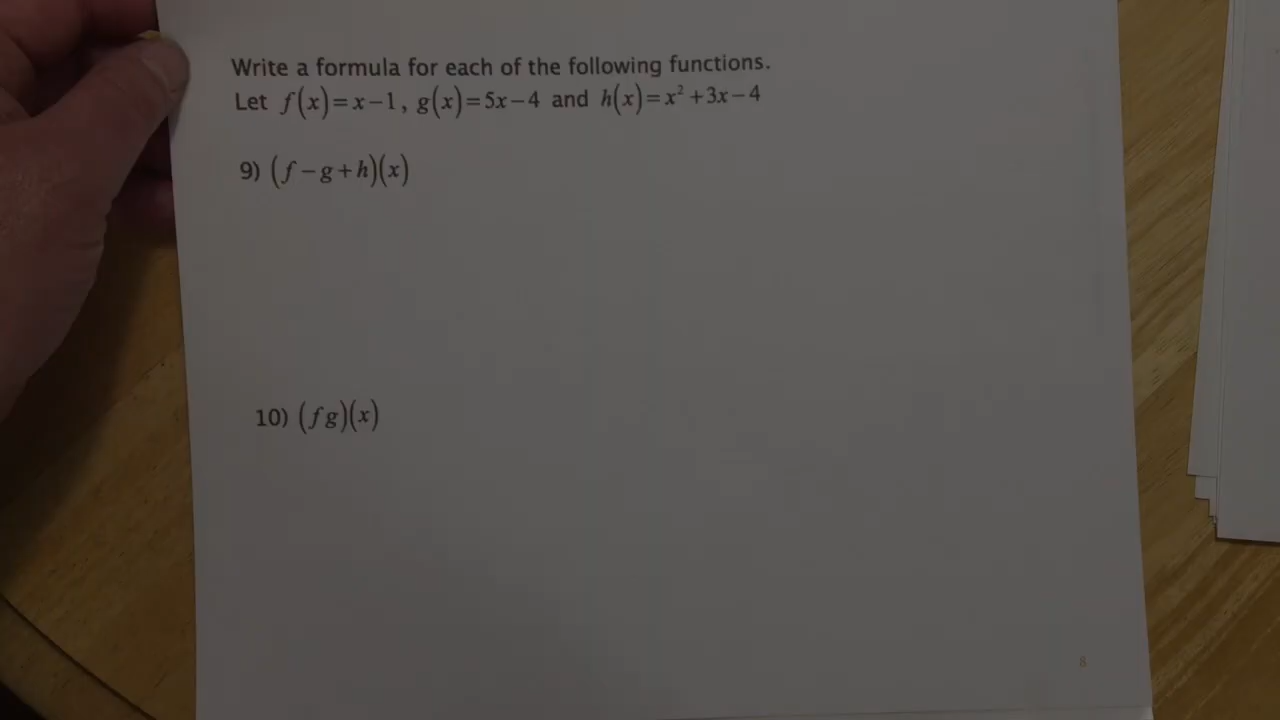 Write a formula for each of the following functions.
Let f(x)=x−1, g(x)=5x−4 and h(x)=x²+3x−4
9) (f−g+h)(x)
10) (fg)(x)
8